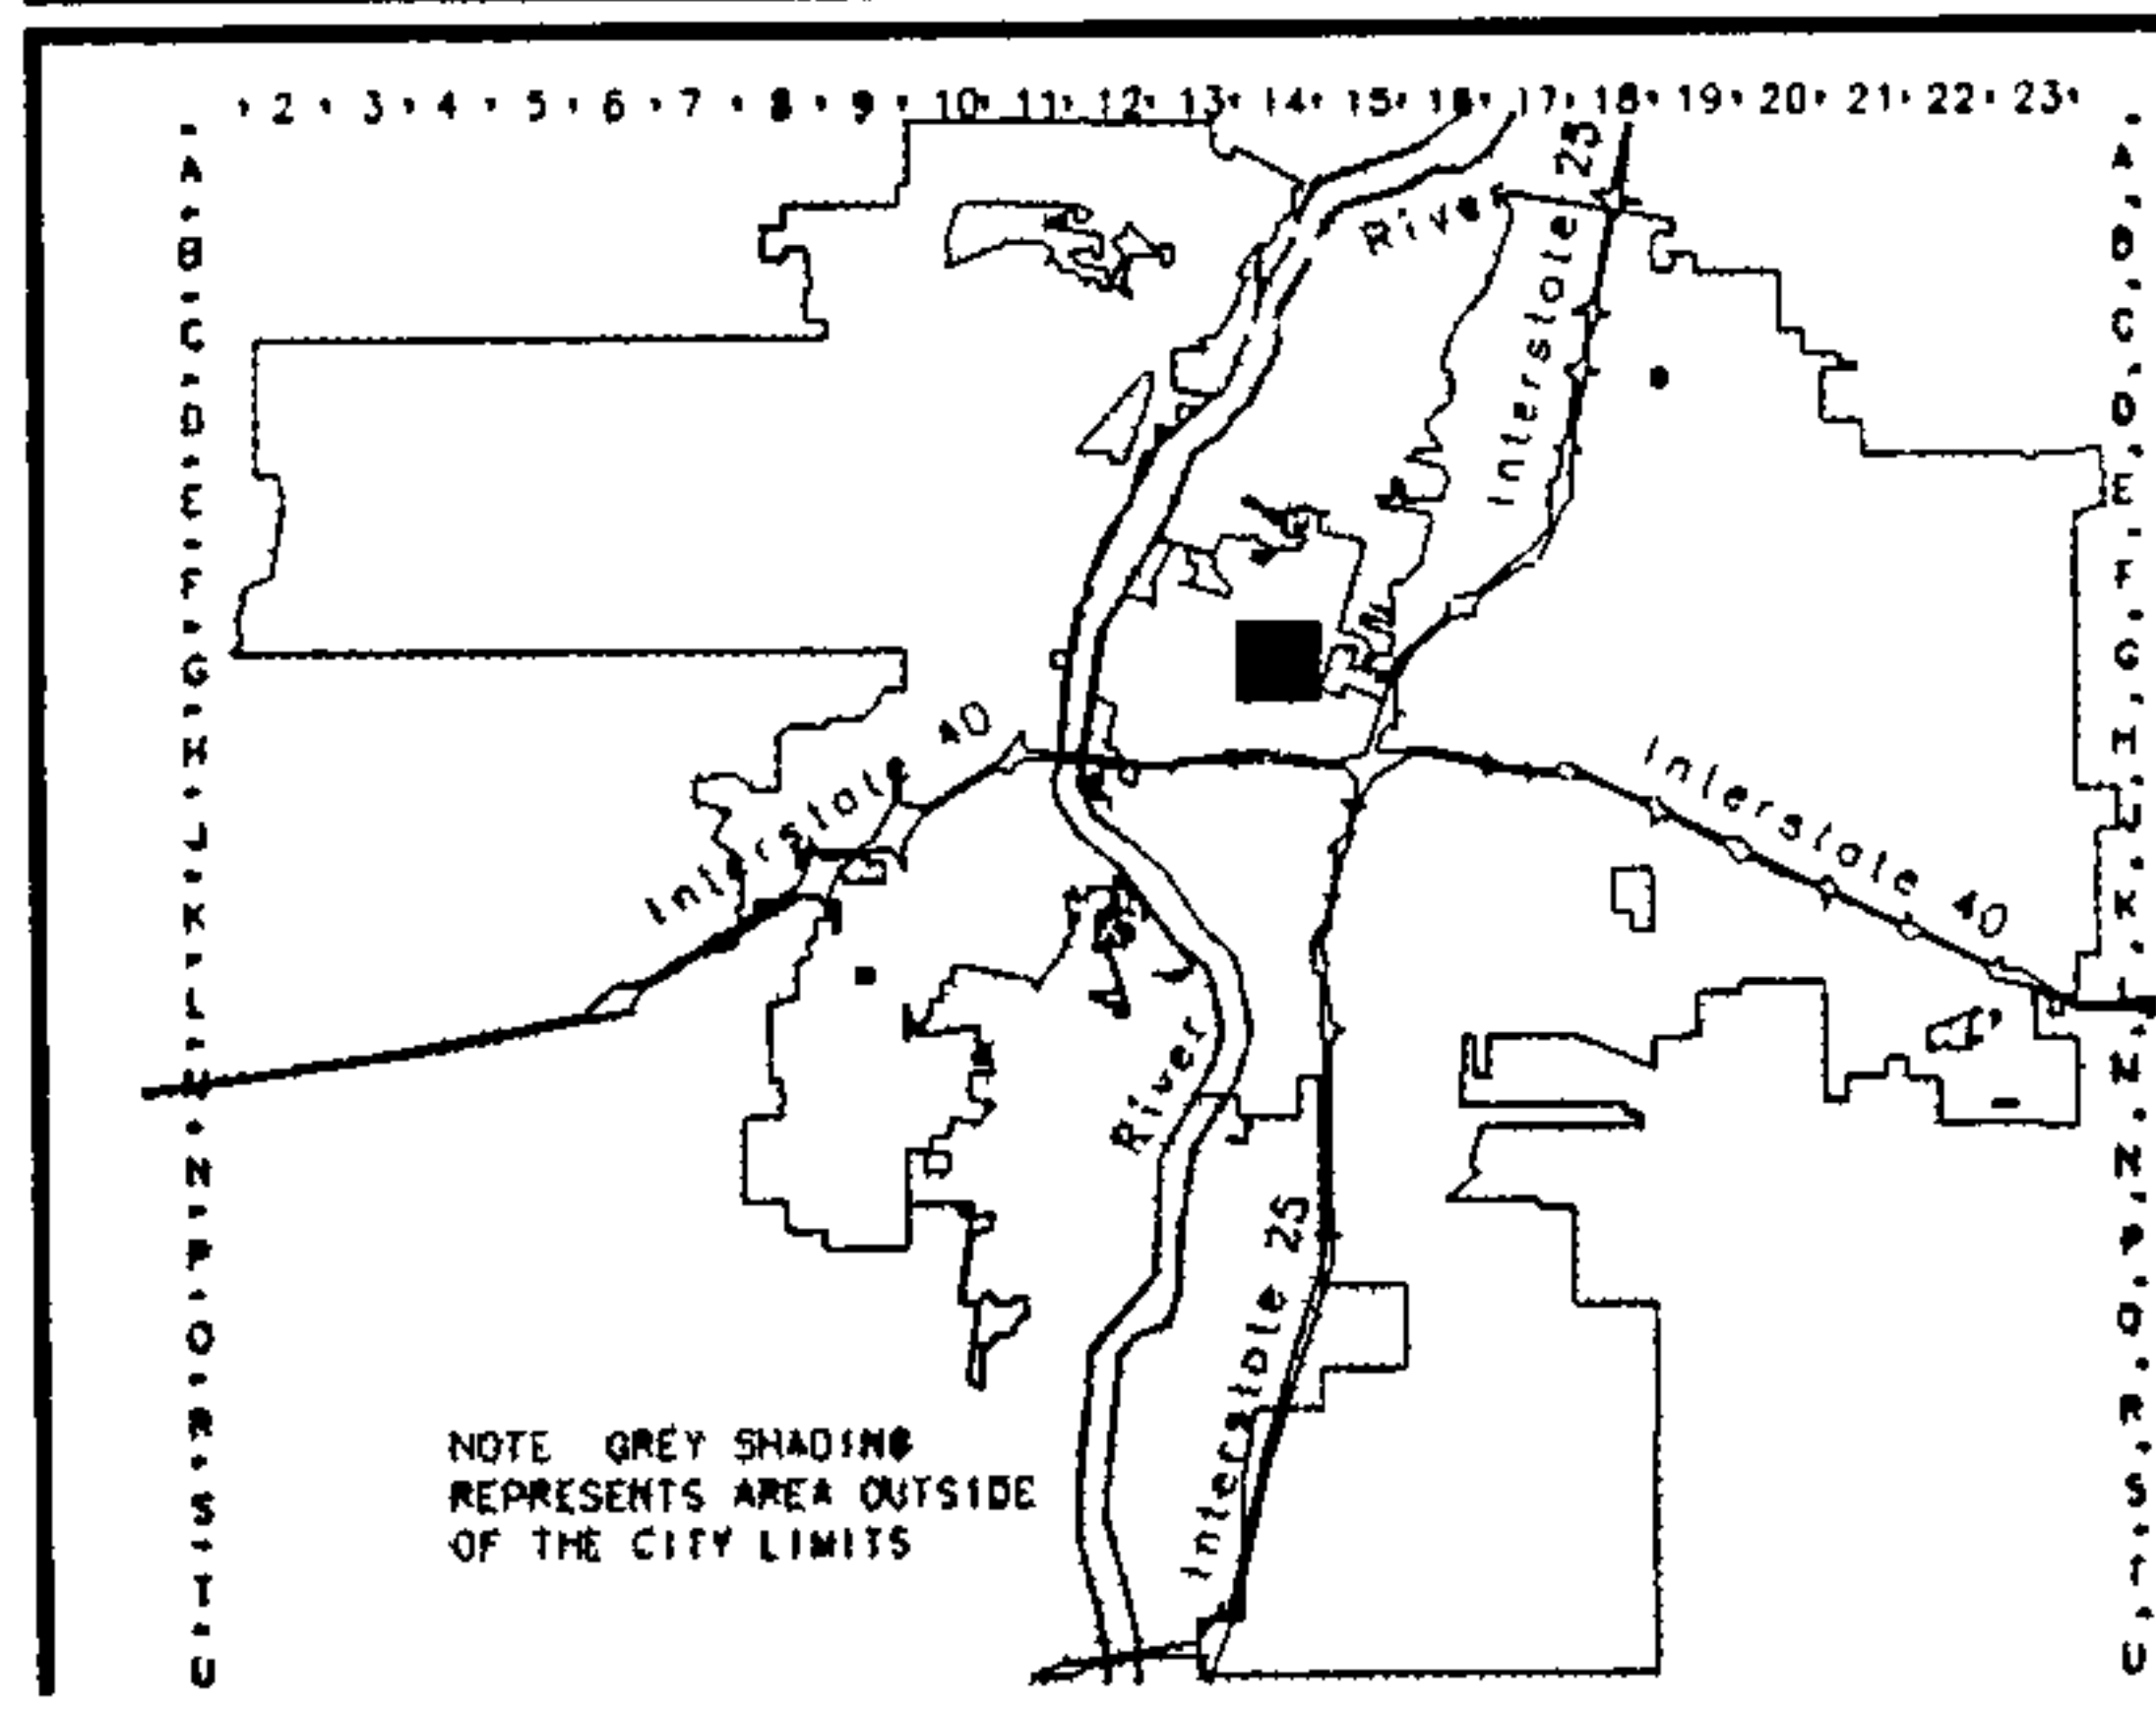 · 2 · 3 · 4 · 5 · 6 · 7 · 8 · 9 · 10 · 11 · 12 · 13 · 14 · 15 · 16 · 17 · 18 · 19 · 20 · 21 · 22 · 23 ·
A A
B B
C C
D D
E E
F F
G G
H H
J J
K K
L L
M M
N N
P P
Q Q
R R
S S
T T
U U
River
Interstate 25
Interstate 40
Interstate 40
River
Interstate 25
NOTE GREY SHADING
REPRESENTS AREA OUTSIDE
OF THE CITY LIMITS